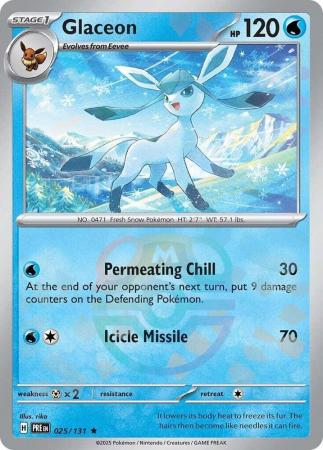 STAGE 1 Glaceon HP 120
Evolves from Eevee
NO. 0471 Fresh Snow Pokémon HT: 2'7" WT: 57.1 lbs.
Permeating Chill 30
At the end of your opponent's next turn, put 9 damage
counters on the Defending Pokémon.
Icicle Missile 70
weakness ×2 resistance retreat
Illus. rika
H PRE EN 025/131 ★
It lowers its body heat to freeze its fur. The
hairs then become like needles it can fire.
©2025 Pokémon / Nintendo / Creatures / GAME FREAK